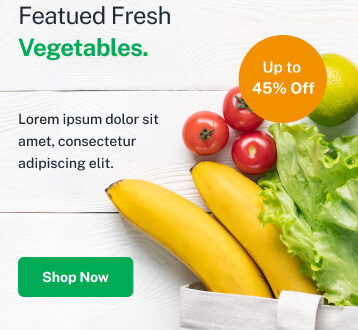 Featued Fresh
Vegetables.
Up to
45% Off
Lorem ipsum dolor sit
amet, consectetur
adipiscing elit.
Shop Now